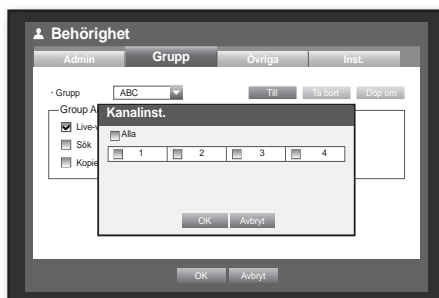 Behörighet
Admin Grupp Övriga Inst.
· Grupp ABC Till Ta bort Döp om
Group A
Kanalinst.
Live-v
Alla
Sök
1 2 3 4
Kopie
OK Avbryt
OK Avbryt